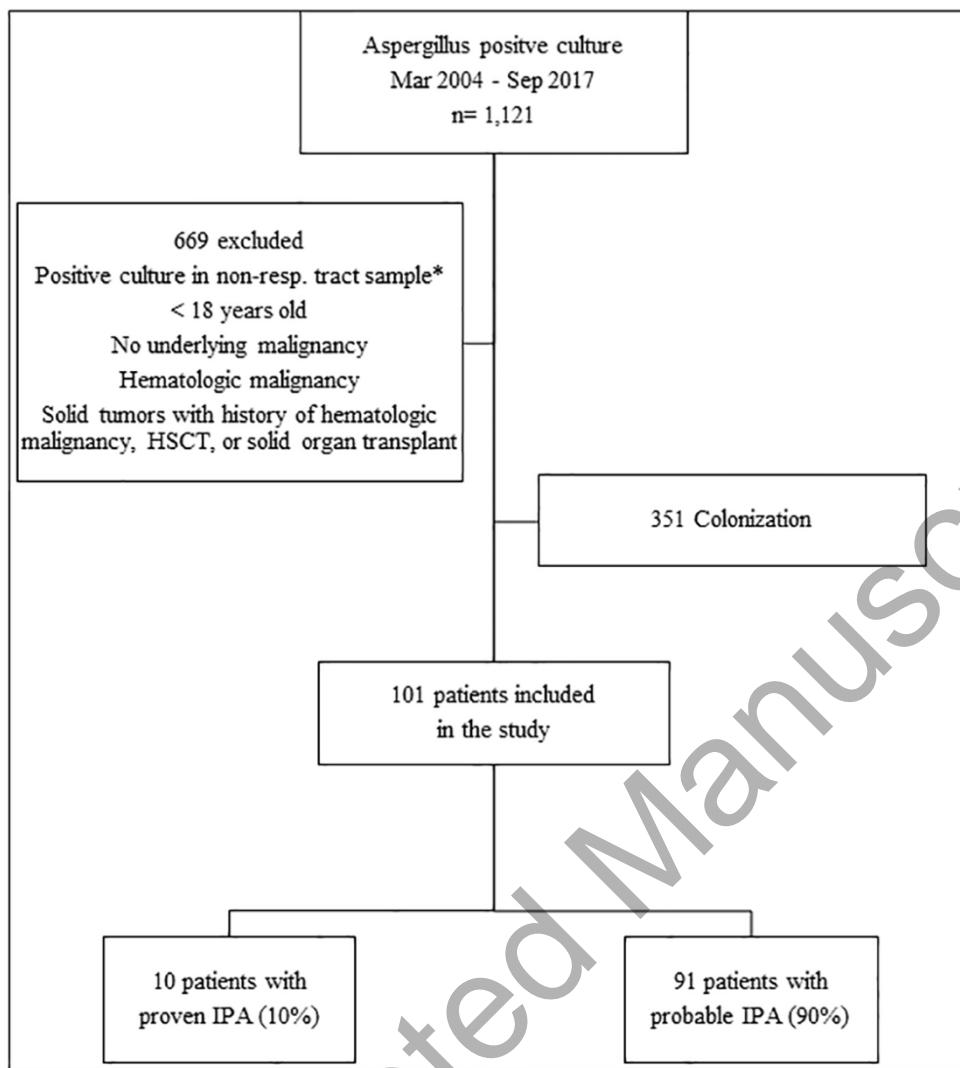 Aspergillus positve culture
Mar 2004 - Sep 2017
n= 1,121
669 excluded
Positive culture in non-resp. tract sample*
< 18 years old
No underlying malignancy
Hematologic malignancy
Solid tumors with history of hematologic
malignancy, HSCT, or solid organ transplant
351 Colonization
101 patients included
in the study
10 patients with
proven IPA (10%)
91 patients with
probable IPA (90%)
ted Manusc